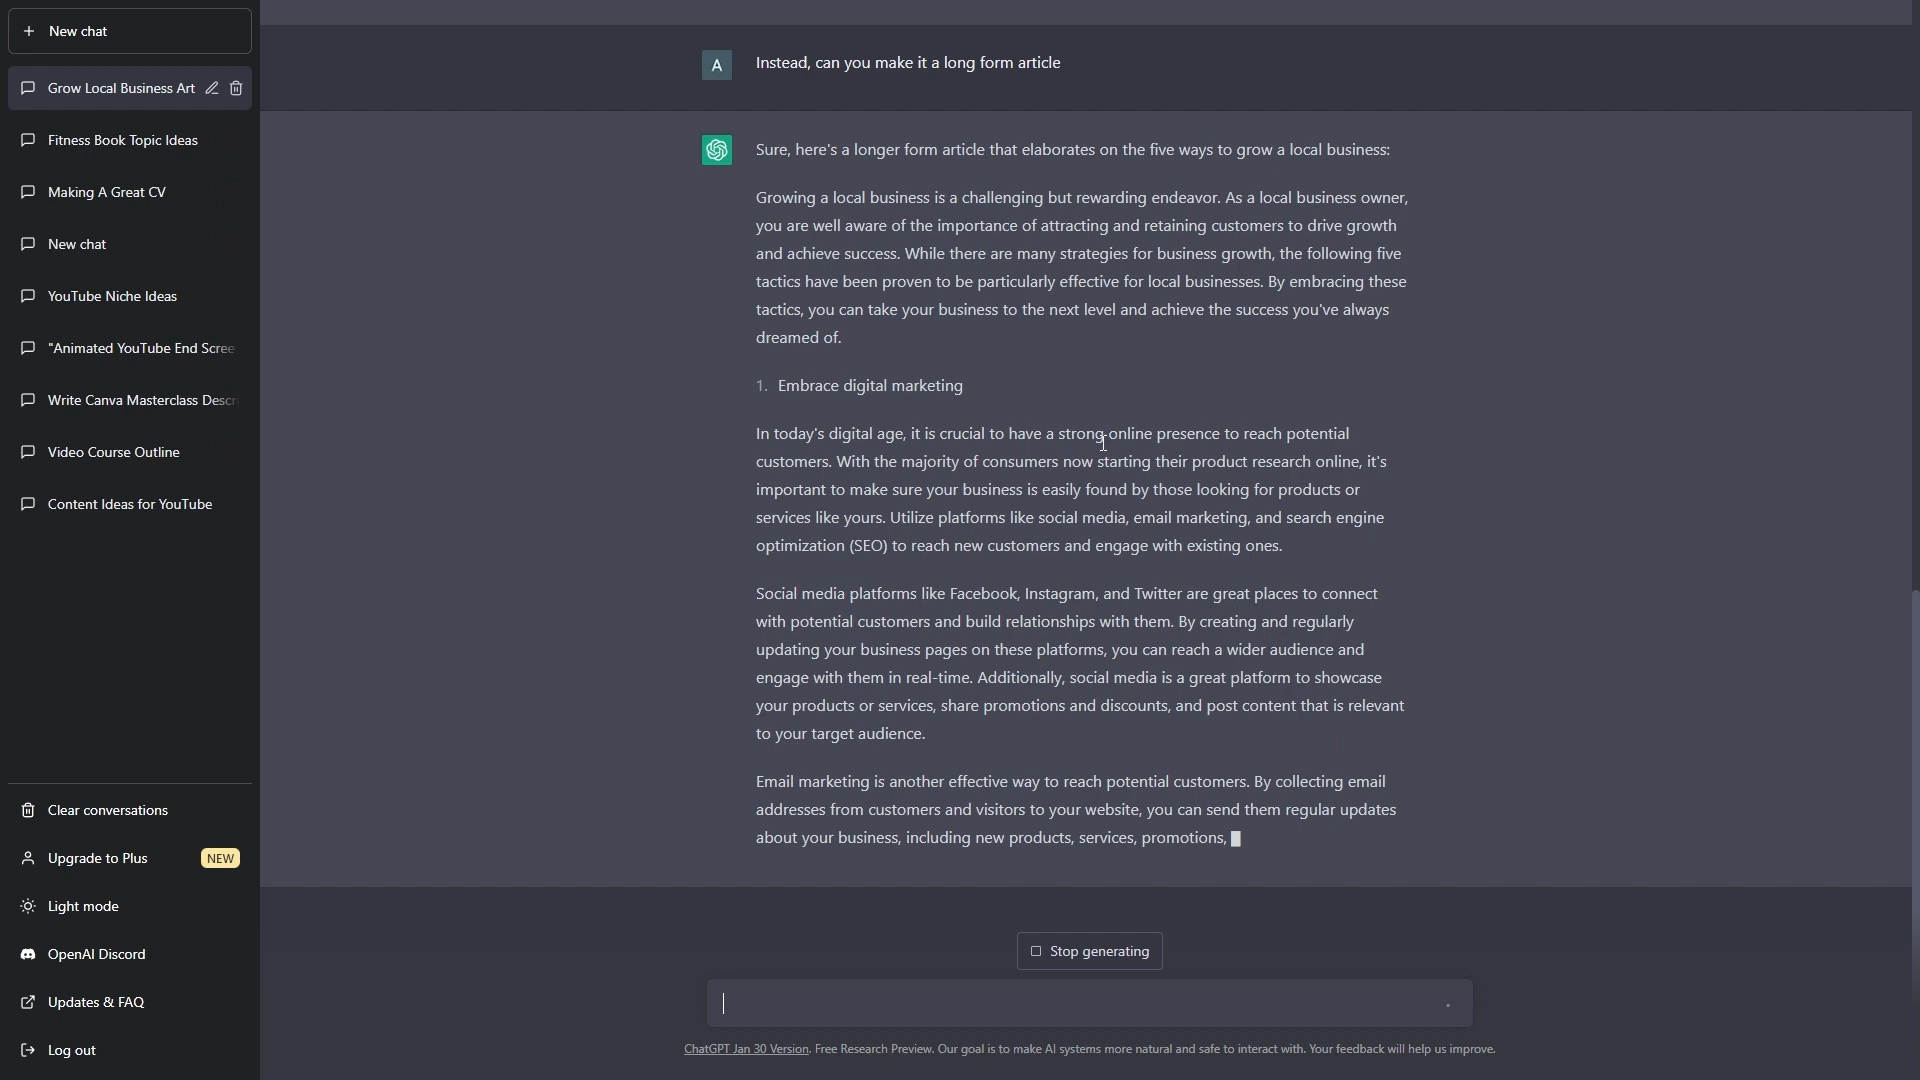 New chat
Grow Local Business Art
Fitness Book Topic Ideas
Making A Great CV
New chat
YouTube Niche Ideas
"Animated YouTube End Scree
Write Canva Masterclass Descri
Video Course Outline
Content Ideas for YouTube
Clear conversations
Upgrade to Plus NEW
Light mode
OpenAI Discord
Updates & FAQ
Log out
A Instead, can you make it a long form article
Sure, here's a longer form article that elaborates on the five ways to grow a local business:
Growing a local business is a challenging but rewarding endeavor. As a local business owner,
you are well aware of the importance of attracting and retaining customers to drive growth
and achieve success. While there are many strategies for business growth, the following five
tactics have been proven to be particularly effective for local businesses. By embracing these
tactics, you can take your business to the next level and achieve the success you've always
dreamed of.
1. Embrace digital marketing
In today's digital age, it is crucial to have a strong online presence to reach potential
customers. With the majority of consumers now starting their product research online, it's
important to make sure your business is easily found by those looking for products or
services like yours. Utilize platforms like social media, email marketing, and search engine
optimization (SEO) to reach new customers and engage with existing ones.
Social media platforms like Facebook, Instagram, and Twitter are great places to connect
with potential customers and build relationships with them. By creating and regularly
updating your business pages on these platforms, you can reach a wider audience and
engage with them in real-time. Additionally, social media is a great platform to showcase
your products or services, share promotions and discounts, and post content that is relevant
to your target audience.
Email marketing is another effective way to reach potential customers. By collecting email
addresses from customers and visitors to your website, you can send them regular updates
about your business, including new products, services, promotions,
Stop generating
ChatGPT Jan 30 Version. Free Research Preview. Our goal is to make AI systems more natural and safe to interact with. Your feedback will help us improve.